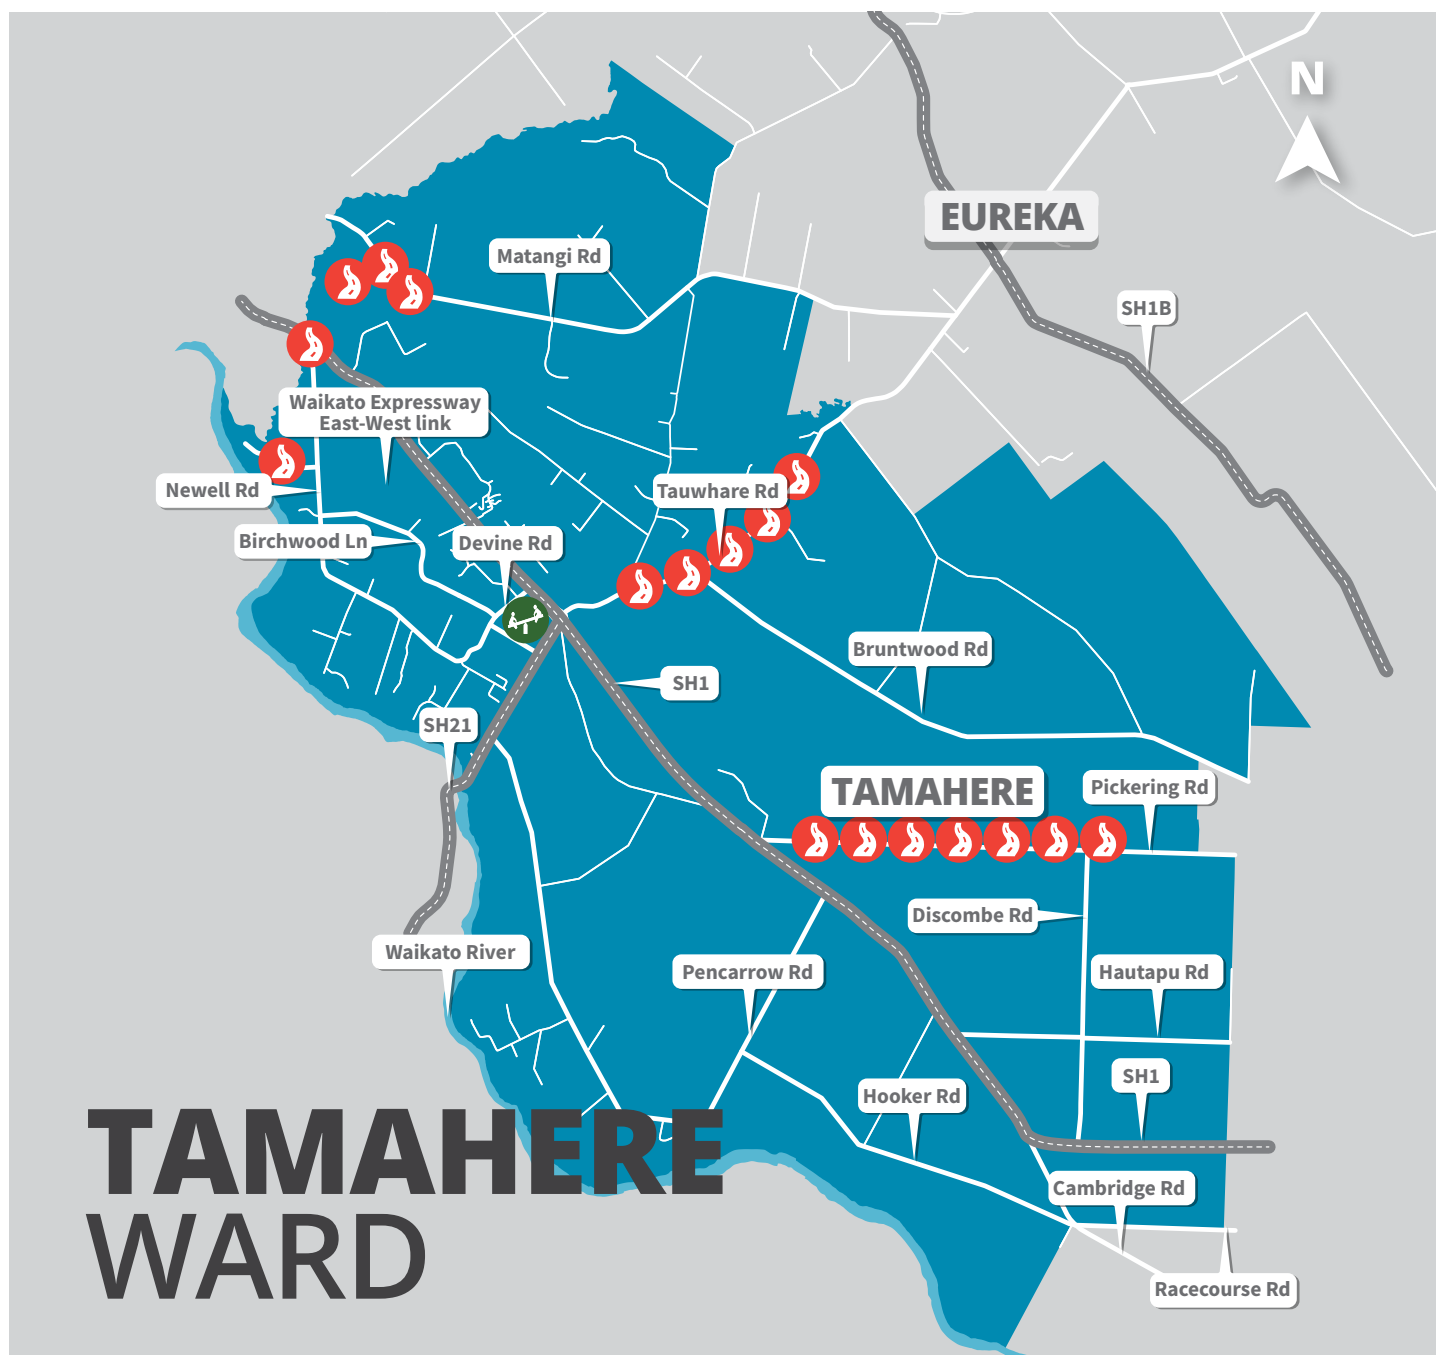 N
EUREKA
Matangi Rd
SH1B
Waikato Expressway
East-West link
Newell Rd
Tauwhare Rd
Birchwood Ln
Devine Rd
Bruntwood Rd
SH1
SH21
TAMAHERE
Pickering Rd
Discombe Rd
Waikato River
Pencarrow Rd
Hautapu Rd
SH1
Hooker Rd
TAMAHERE
WARD
Cambridge Rd
Racecourse Rd